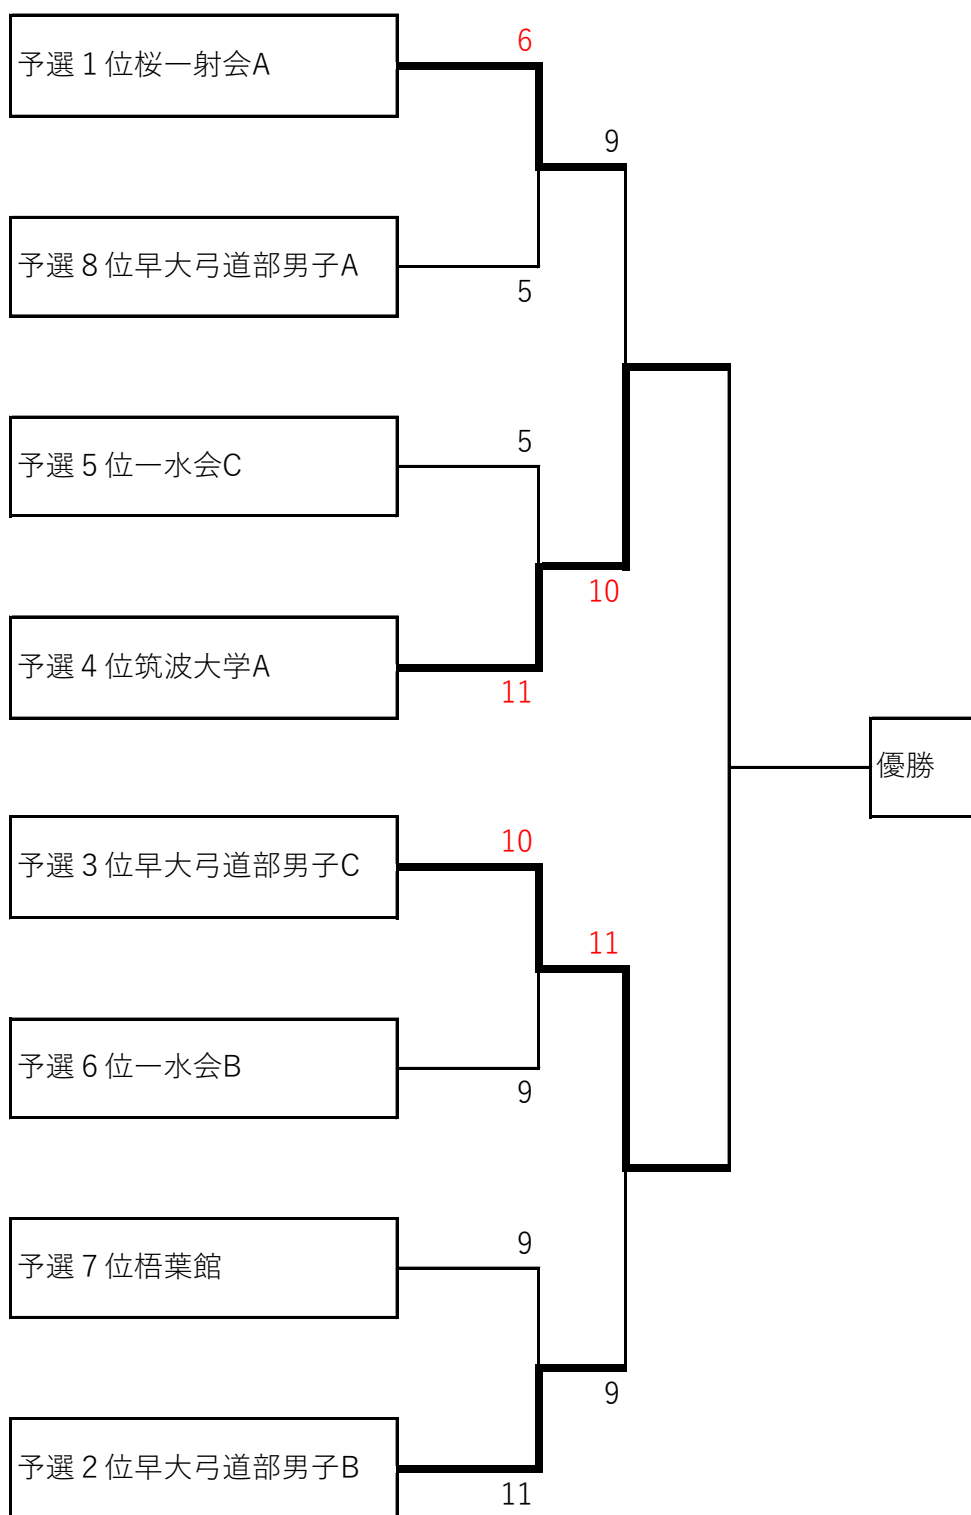 6
予選１位桜一射会A
9
予選８位早大弓道部男子A
5
5
予選５位一水会C
10
予選４位筑波大学A
11
優勝
10
予選３位早大弓道部男子C
11
予選６位一水会B
9
9
予選７位梧葉館
9
予選２位早大弓道部男子B
11